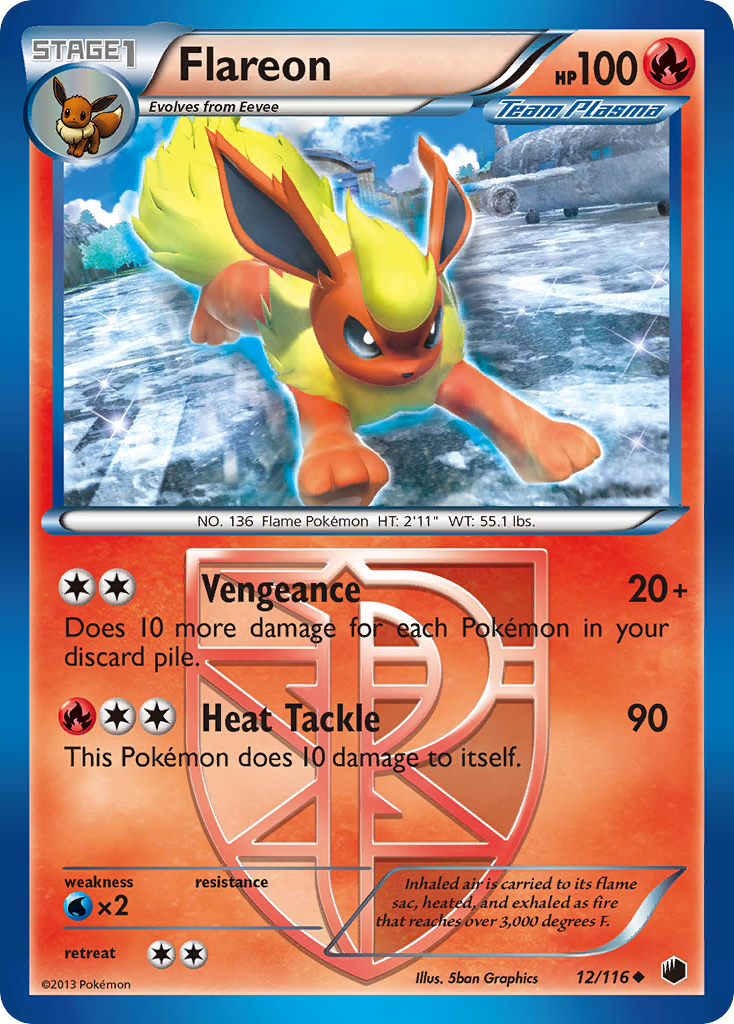 STAGE1 Flareon HP100
Evolves from Eevee Team Plasma
NO. 136 Flame Pokémon HT: 2'11" WT: 55.1 lbs.
Vengeance 20+
Does 10 more damage for each Pokémon in your
discard pile.
Heat Tackle 90
This Pokémon does 10 damage to itself.
weakness resistance
×2
retreat
Inhaled air is carried to its flame
sac, heated, and exhaled as fire
that reaches over 3,000 degrees F.
©2013 Pokémon Illus. 5ban Graphics 12/116